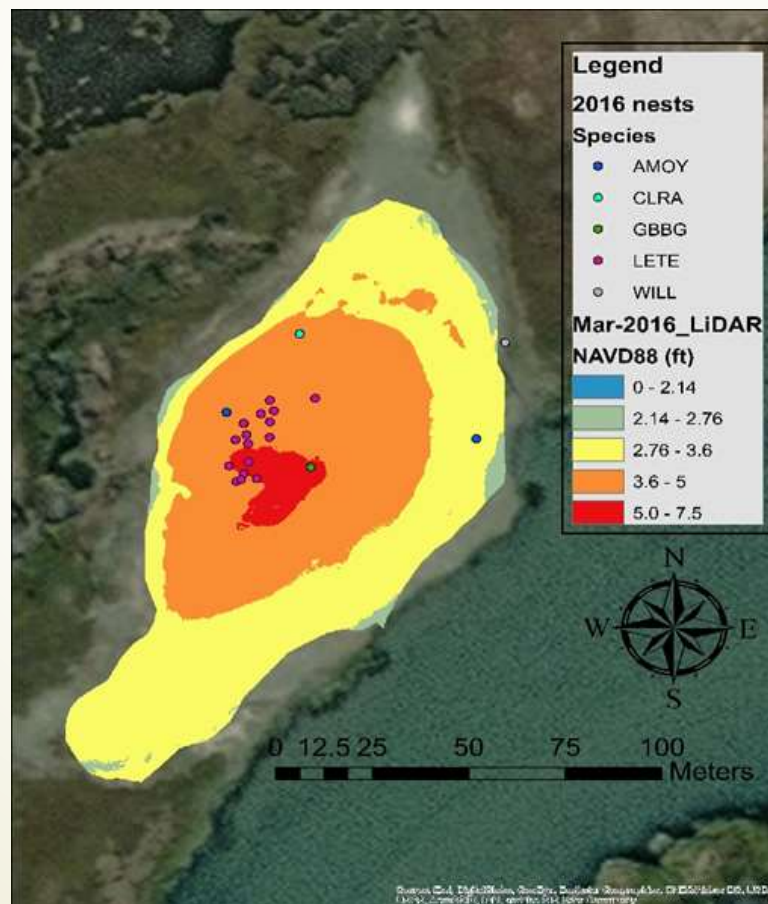 Legend
2016 nests
Species
AMOY
CLRA
GBBG
LETE
WILL
Mar-2016_LiDAR
NAVD88 (ft)
0 - 2.14
2.14 - 2.76
2.76 - 3.6
3.6 - 5
5.0 - 7.5
N
W E
S
0 12.5 25 50 75 100
Meters